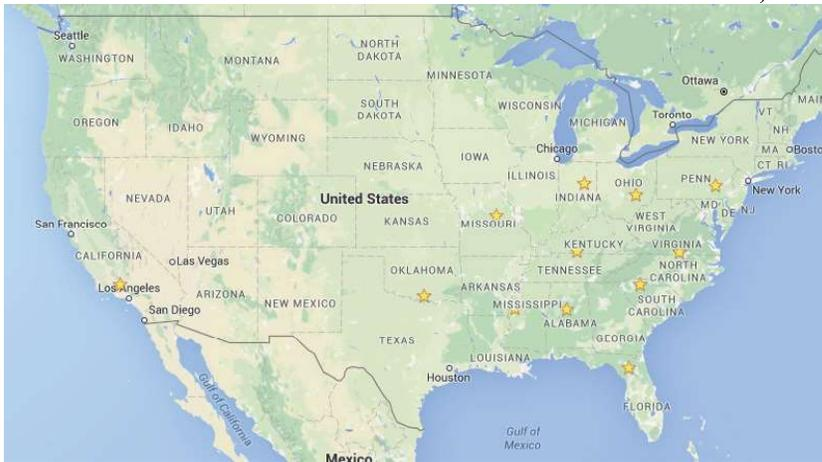 Seattle
WASHINGTON
MONTANA
NORTH
DAKOTA
MINNESOTA
Ottawa
MAI
OREGON
IDAHO
SOUTH
DAKOTA
WISCONSIN
MICHIGAN
Toronto
VT
NH
WYOMING
NEW YORK
MA
Bosto
CT RI
Chicago
IOWA
NEBRASKA
ILLINOIS
INDIANA
OHIO
PENN
New York
NEVADA
UTAH
COLORADO
United States
KANSAS
MISSOURI
WEST
VIRGINIA
MD
DE
NJ
San Francisco
CALIFORNIA
Las Vegas
KENTUCKY
VIRGINIA
OKLAHOMA
TENNESSEE
NORTH
CAROLINA
Los Angeles
ARIZONA
NEW MEXICO
ARKANSAS
MISSISSIPPI
SOUTH
CAROLINA
San Diego
ALABAMA
TEXAS
GEORGIA
LOUISIANA
Houston
Gulf of California
FLORIDA
Gulf of
Mexico
Mexico